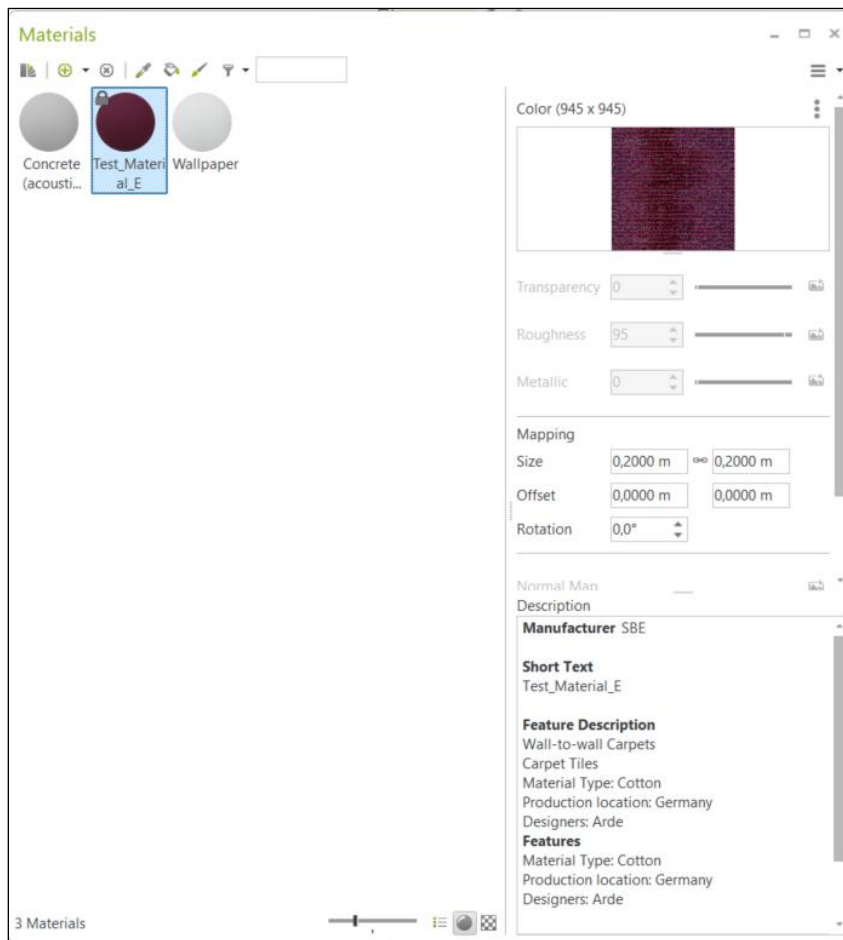 Materials
Concrete
(acousti...
Test_Materi
al_E
Wallpaper
3 Materials
Color (945 x 945)
Transparency 0
Roughness 95
Metallic 0
Mapping
Size 0,2000 m 0,2000 m
Offset 0,0000 m 0,0000 m
Rotation 0,0°
Normal Map
Description
Manufacturer SBE
Short Text
Test_Material_E
Feature Description
Wall-to-wall Carpets
Carpet Tiles
Material Type: Cotton
Production location: Germany
Designers: Arde
Features
Material Type: Cotton
Production location: Germany
Designers: Arde